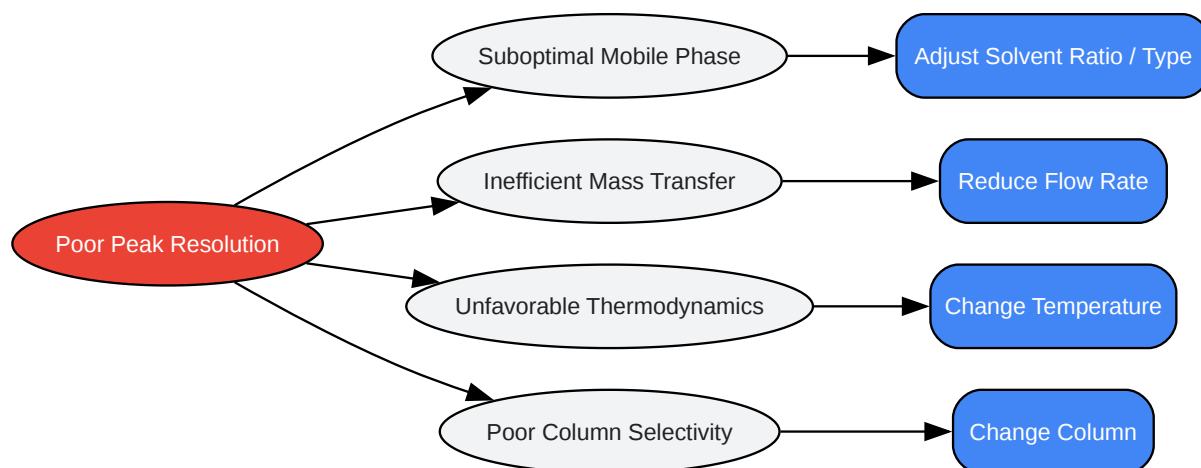 Suboptimal Mobile Phase
Adjust Solvent Ratio / Type
Inefficient Mass Transfer
Reduce Flow Rate
Poor Peak Resolution
Unfavorable Thermodynamics
Change Temperature
Poor Column Selectivity
Change Column